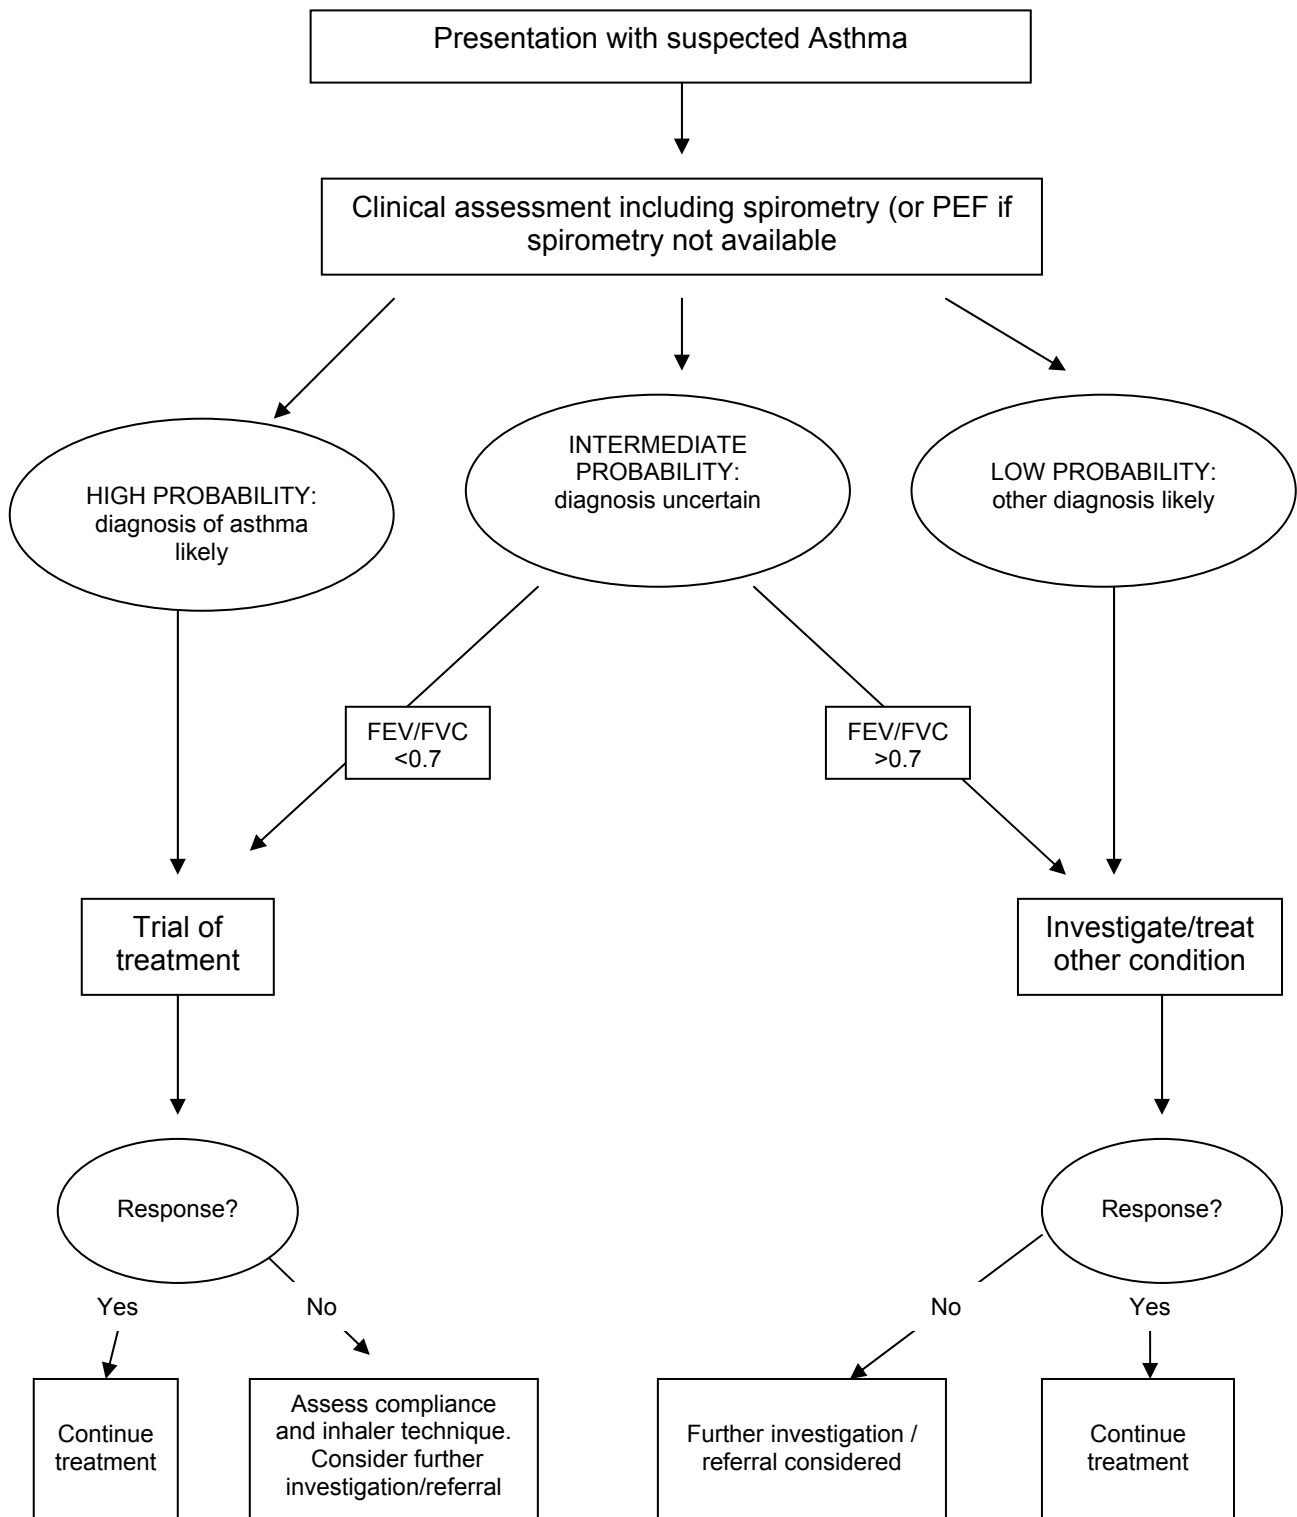 Presentation with suspected Asthma
Clinical assessment including spirometry (or PEF if
spirometry not available
HIGH PROBABILITY:
diagnosis of asthma
likely
INTERMEDIATE
PROBABILITY:
diagnosis uncertain
LOW PROBABILITY:
other diagnosis likely
FEV/FVC
<0.7
FEV/FVC
>0.7
Trial of
treatment
Investigate/treat
other condition
Response?
Response?
Yes
No
No
Yes
Continue
treatment
Assess compliance
and inhaler technique.
Consider further
investigation/referral
Further investigation /
referral considered
Continue
treatment